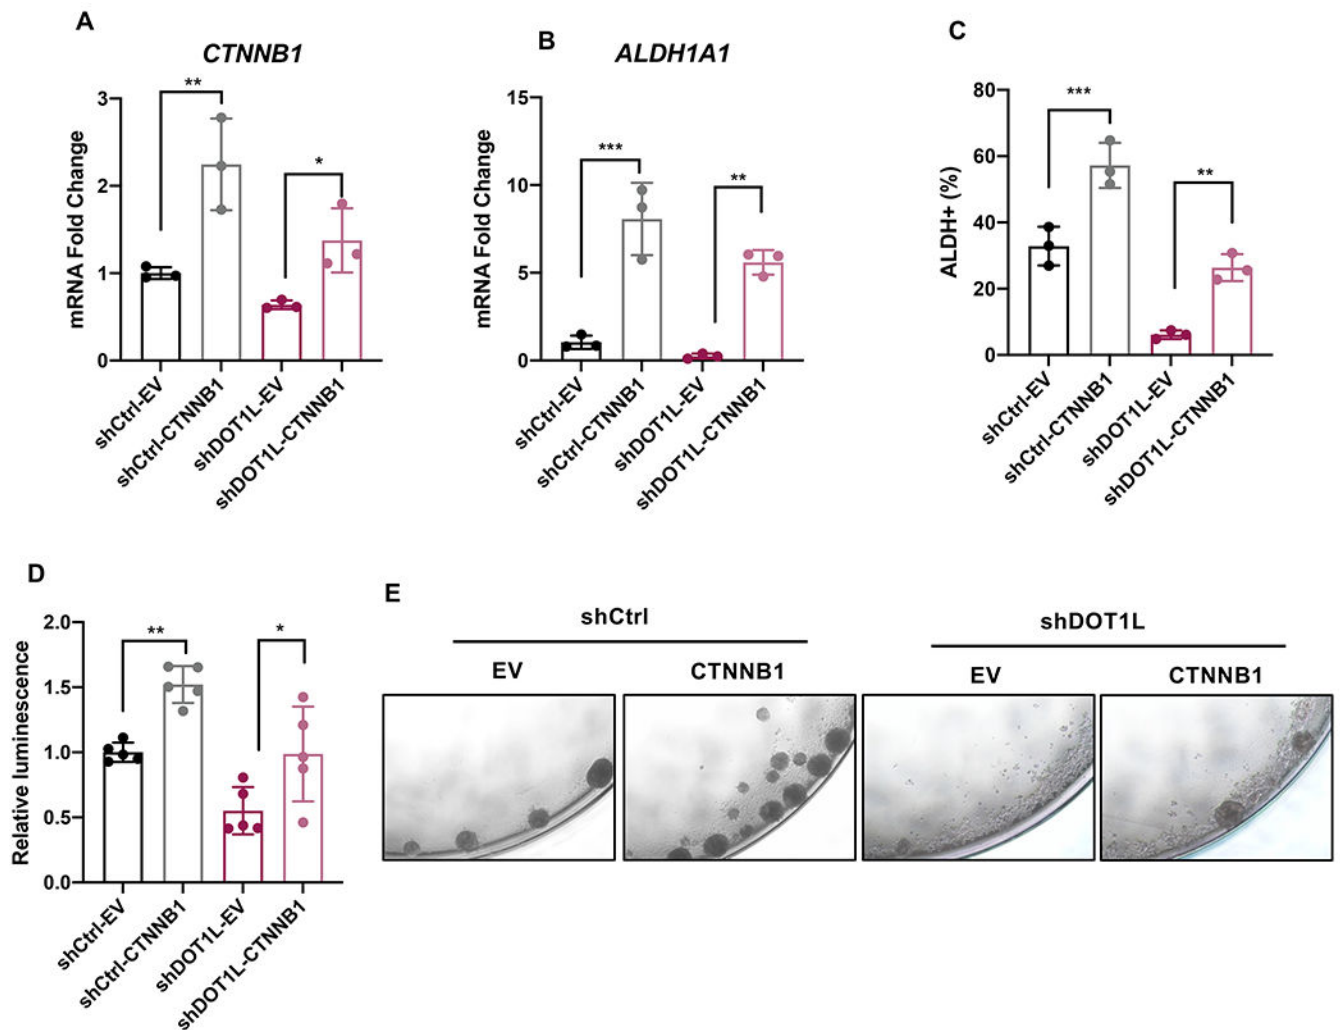 A
CTNNB1
mRNA Fold Change
3
2
1
0
**
*
shCtrl-EV
shCtrl-CTNNB1
shDOT1L-EV
shDOT1L-CTNNB1
B
ALDH1A1
mRNA Fold Change
15
10
5
0
***
**
shCtrl-EV
shCtrl-CTNNB1
shDOT1L-EV
shDOT1L-CTNNB1
C
ALDH+ (%)
80
60
40
20
0
***
**
shCtrl-EV
shCtrl-CTNNB1
shDOT1L-EV
shDOT1L-CTNNB1
D
Relative luminescence
2.0
1.5
1.0
0.5
0.0
**
*
shCtrl-EV
shCtrl-CTNNB1
shDOT1L-EV
shDOT1L-CTNNB1
E
shCtrl
shDOT1L
EV
CTNNB1
EV
CTNNB1